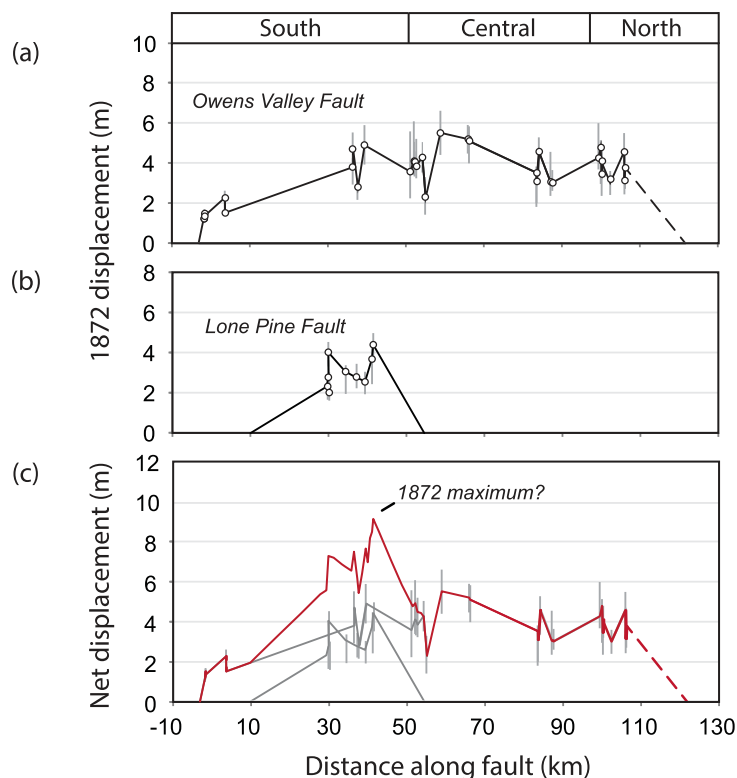 South Central North
(a)
10
8
6
4
2
0
Owens Valley Fault
1872 displacement (m)
(b)
8
6
4
2
0
Lone Pine Fault
(c)
12
10
8
6
4
2
0
Net displacement (m)
1872 maximum?
-10 10 30 50 70 90 110 130
Distance along fault (km)